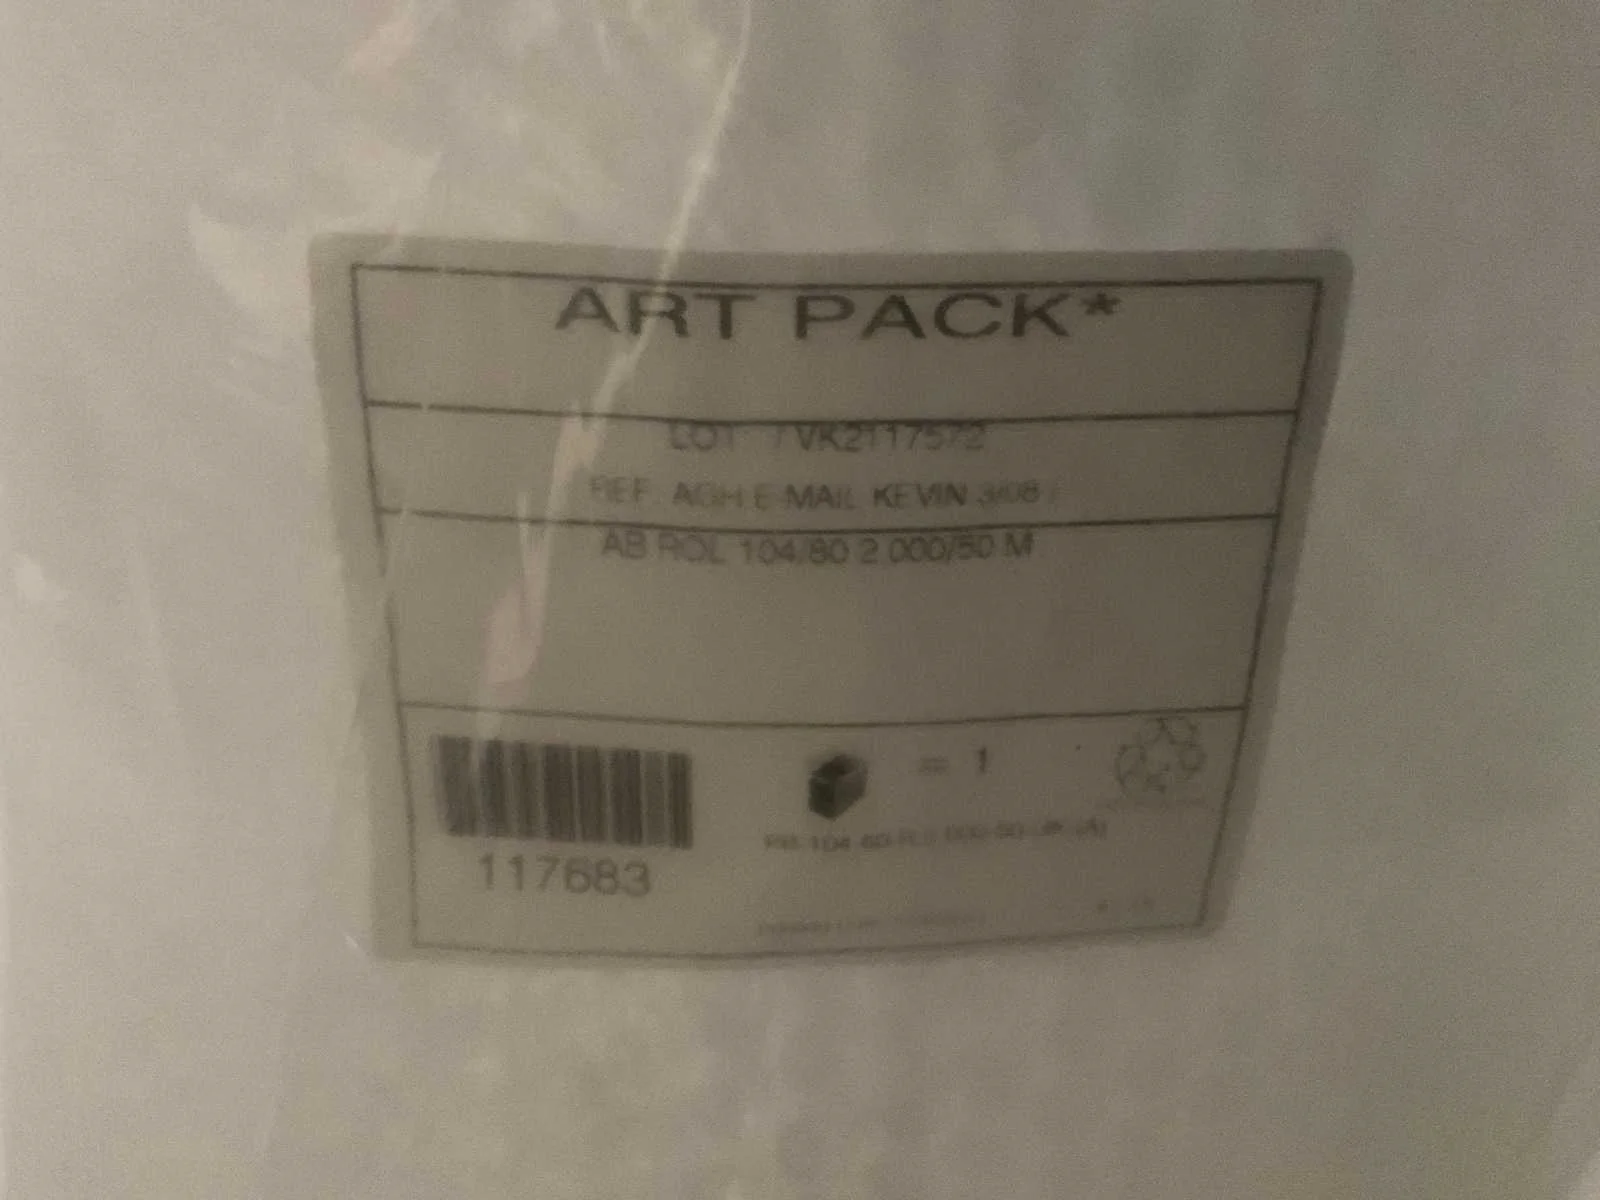 ART PACK*
LOT / VK2117572
REF: AGH E-MAIL KEVIN 3/08 /
AB ROL 104/80 2.000/50 M
= 1
117683